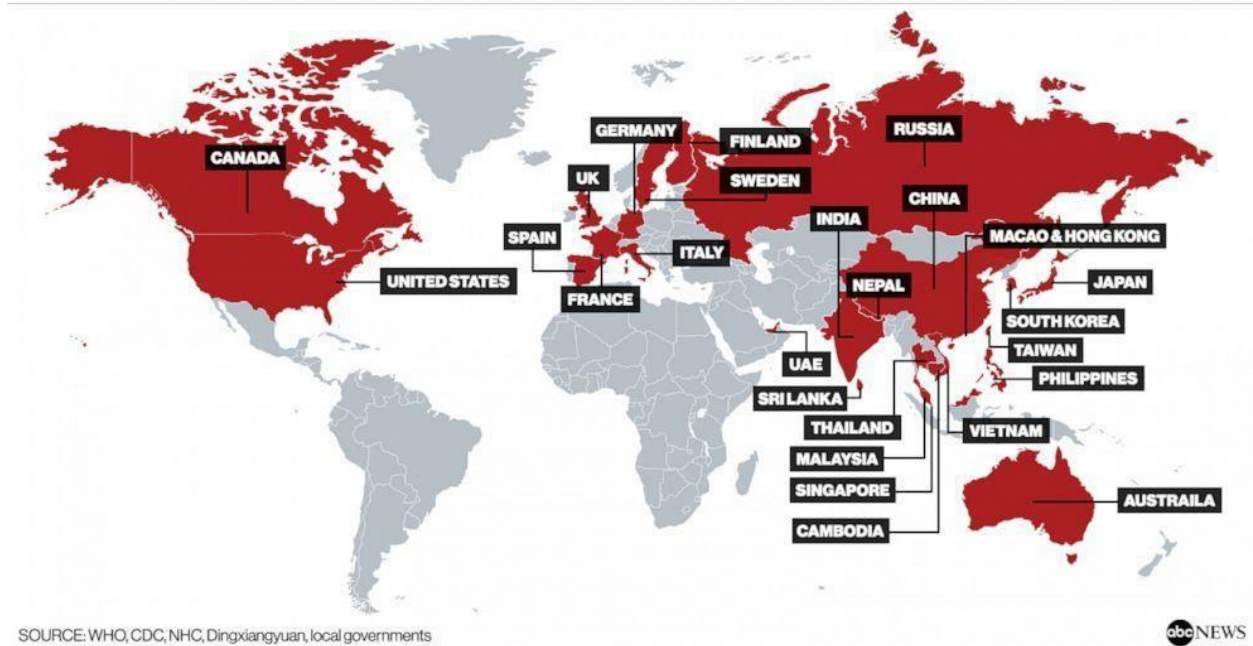 GERMANY
FINLAND
RUSSIA
CANADA
UK
SWEDEN
CHINA
INDIA
SPAIN
ITALY
MACAO & HONG KONG
UNITED STATES
FRANCE
NEPAL
JAPAN
SOUTH KOREA
UAE
TAIWAN
PHILIPPINES
SRI LANKA
THAILAND
VIETNAM
MALAYSIA
SINGAPORE
AUSTRAILA
CAMBODIA
SOURCE: WHO, CDC, NHC, Dingxiangyuan, local governments
abc NEWS